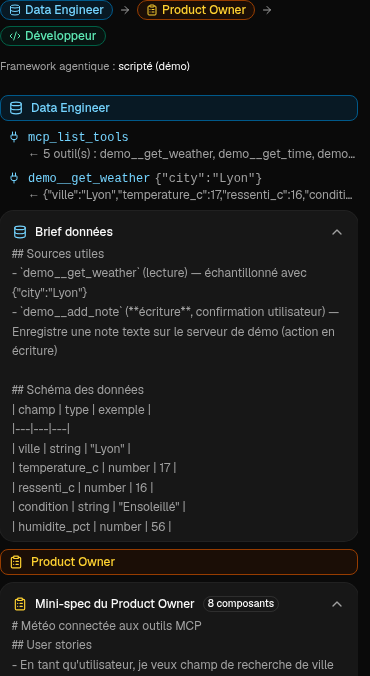 Data Engineer → Product Owner →
Développeur
Framework agentique : scripté (démo)
Data Engineer
mcp_list_tools
← 5 outil(s) : demo__get_weather, demo__get_time, demo…
demo__get_weather {"city":"Lyon"}
← {"ville":"Lyon","temperature_c":17,"ressenti_c":16,"conditi…
Brief données
## Sources utiles
- `demo__get_weather` (lecture) — échantillonné avec
{"city":"Lyon"}
- `demo__add_note` (**écriture**, confirmation utilisateur) —
Enregistre une note texte sur le serveur de démo (action en
écriture)
## Schéma des données
| champ | type | exemple |
|---|---|---|
| ville | string | "Lyon" |
| temperature_c | number | 17 |
| ressenti_c | number | 16 |
| condition | string | "Ensoleillé" |
| humidite_pct | number | 56 |
Product Owner
Mini-spec du Product Owner 8 composants
# Météo connectée aux outils MCP
## User stories
- En tant qu'utilisateur, je veux champ de recherche de ville